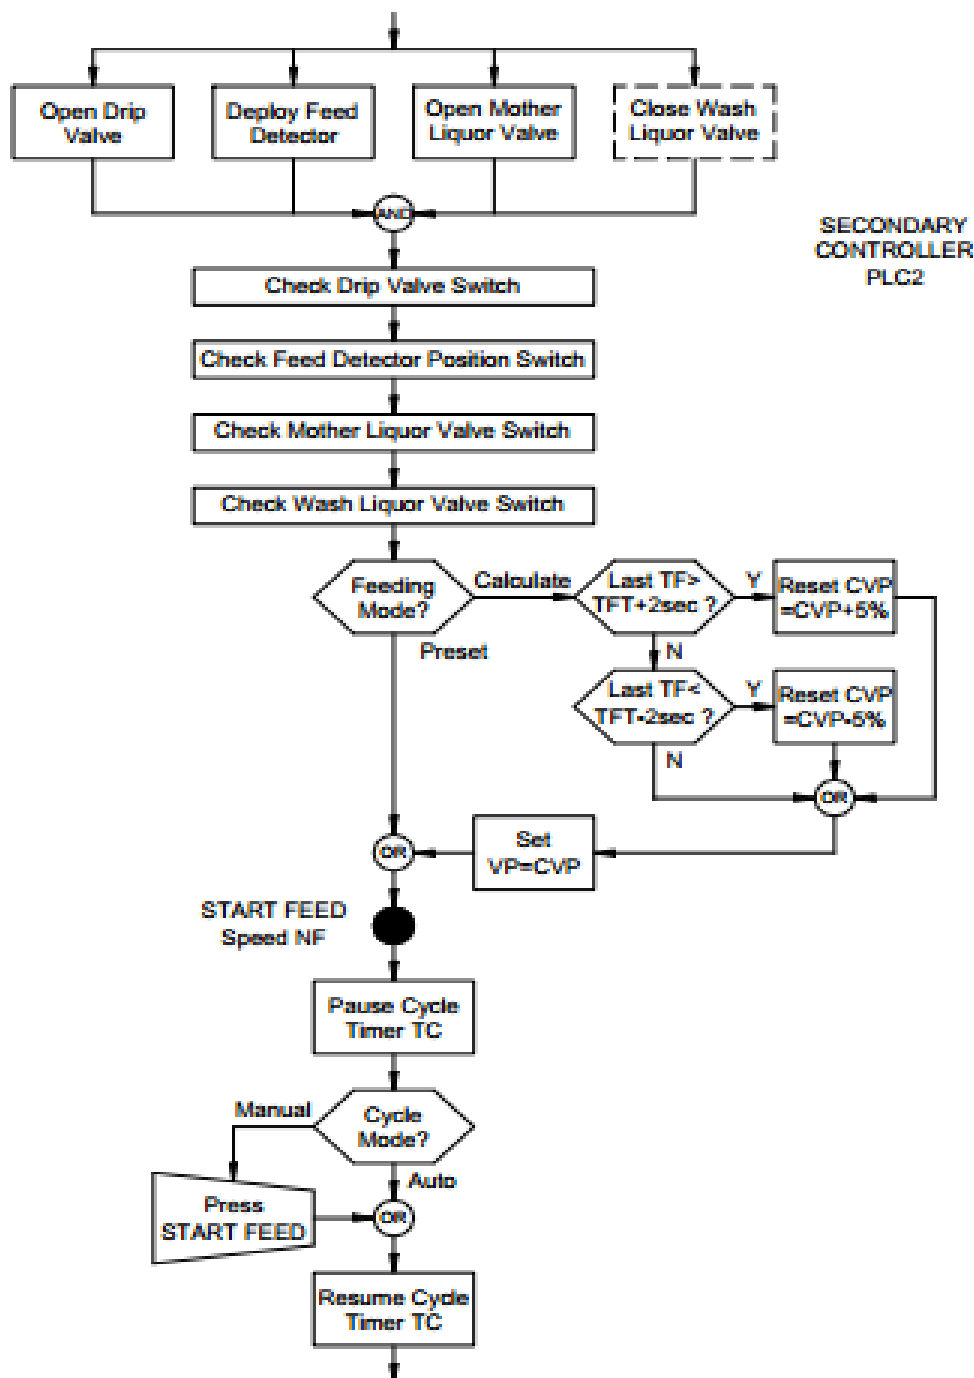 Open Drip
Valve
Deploy Feed
Detector
Open Mother
Liquor Valve
Close Wash
Liquor Valve
AND
SECONDARY
CONTROLLER
PLC2
Check Drip Valve Switch
Check Feed Detector Position Switch
Check Mother Liquor Valve Switch
Check Wash Liquor Valve Switch
Feeding
Mode?
Calculate
Last TF>
TFT+2sec ?
Y
Reset CVP
=CVP+5%
Preset
N
Last TF<
TFT-2sec ?
Y
Reset CVP
=CVP-5%
N
OR
Set
VP=CVP
OR
START FEED
Speed NF
Pause Cycle
Timer TC
Manual
Cycle
Mode?
Auto
Press
START FEED
OR
Resume Cycle
Timer TC